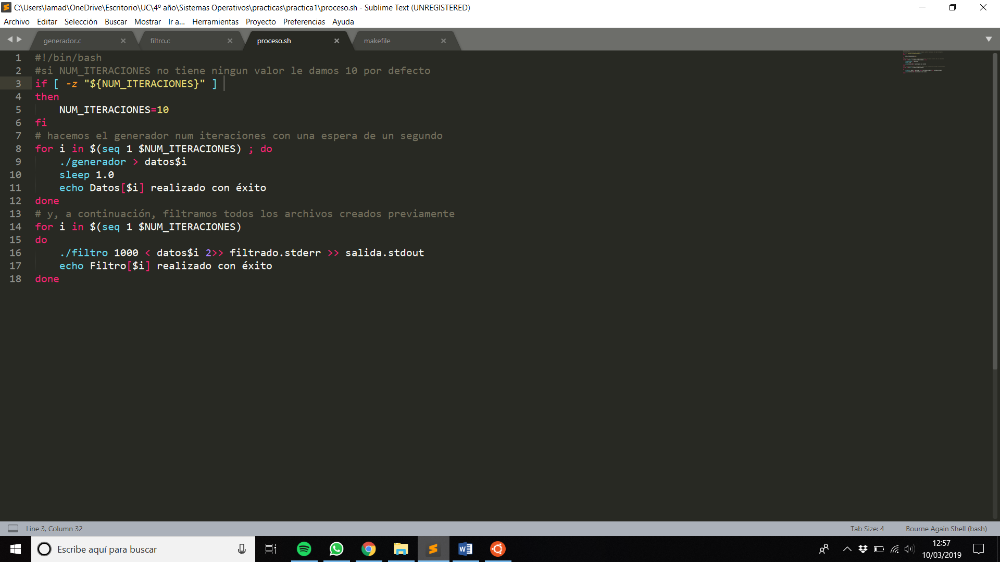 C:\Users\lamad\OneDrive\Escritorio\UC\4º año\Sistemas Operativos\practicas\practica1\proceso.sh - Sublime Text (UNREGISTERED)
Archivo Editar Selección Buscar Mostrar Ir a... Herramientas Proyecto Preferencias Ayuda
generador.c filtro.c proceso.sh makefile
1 #!/bin/bash
2 #si NUM_ITERACIONES no tiene ningun valor le damos 10 por defecto
3 if [ -z "${NUM_ITERACIONES}" ]
4 then
5 NUM_ITERACIONES=10
6 fi
7 # hacemos el generador num iteraciones con una espera de un segundo
8 for i in $(seq 1 $NUM_ITERACIONES) ; do
9 ./generador > datos$i
10 sleep 1.0
11 echo Datos[$i] realizado con éxito
12 done
13 # y, a continuación, filtramos todos los archivos creados previamente
14 for i in $(seq 1 $NUM_ITERACIONES)
15 do
16 ./filtro 1000 < datos$i 2>> filtrado.stderr >> salida.stdout
17 echo Filtro[$i] realizado con éxito
18 done
Line 3, Column 32 Tab Size: 4 Bourne Again Shell (bash)
Escribe aquí para buscar
12:57
10/03/2019